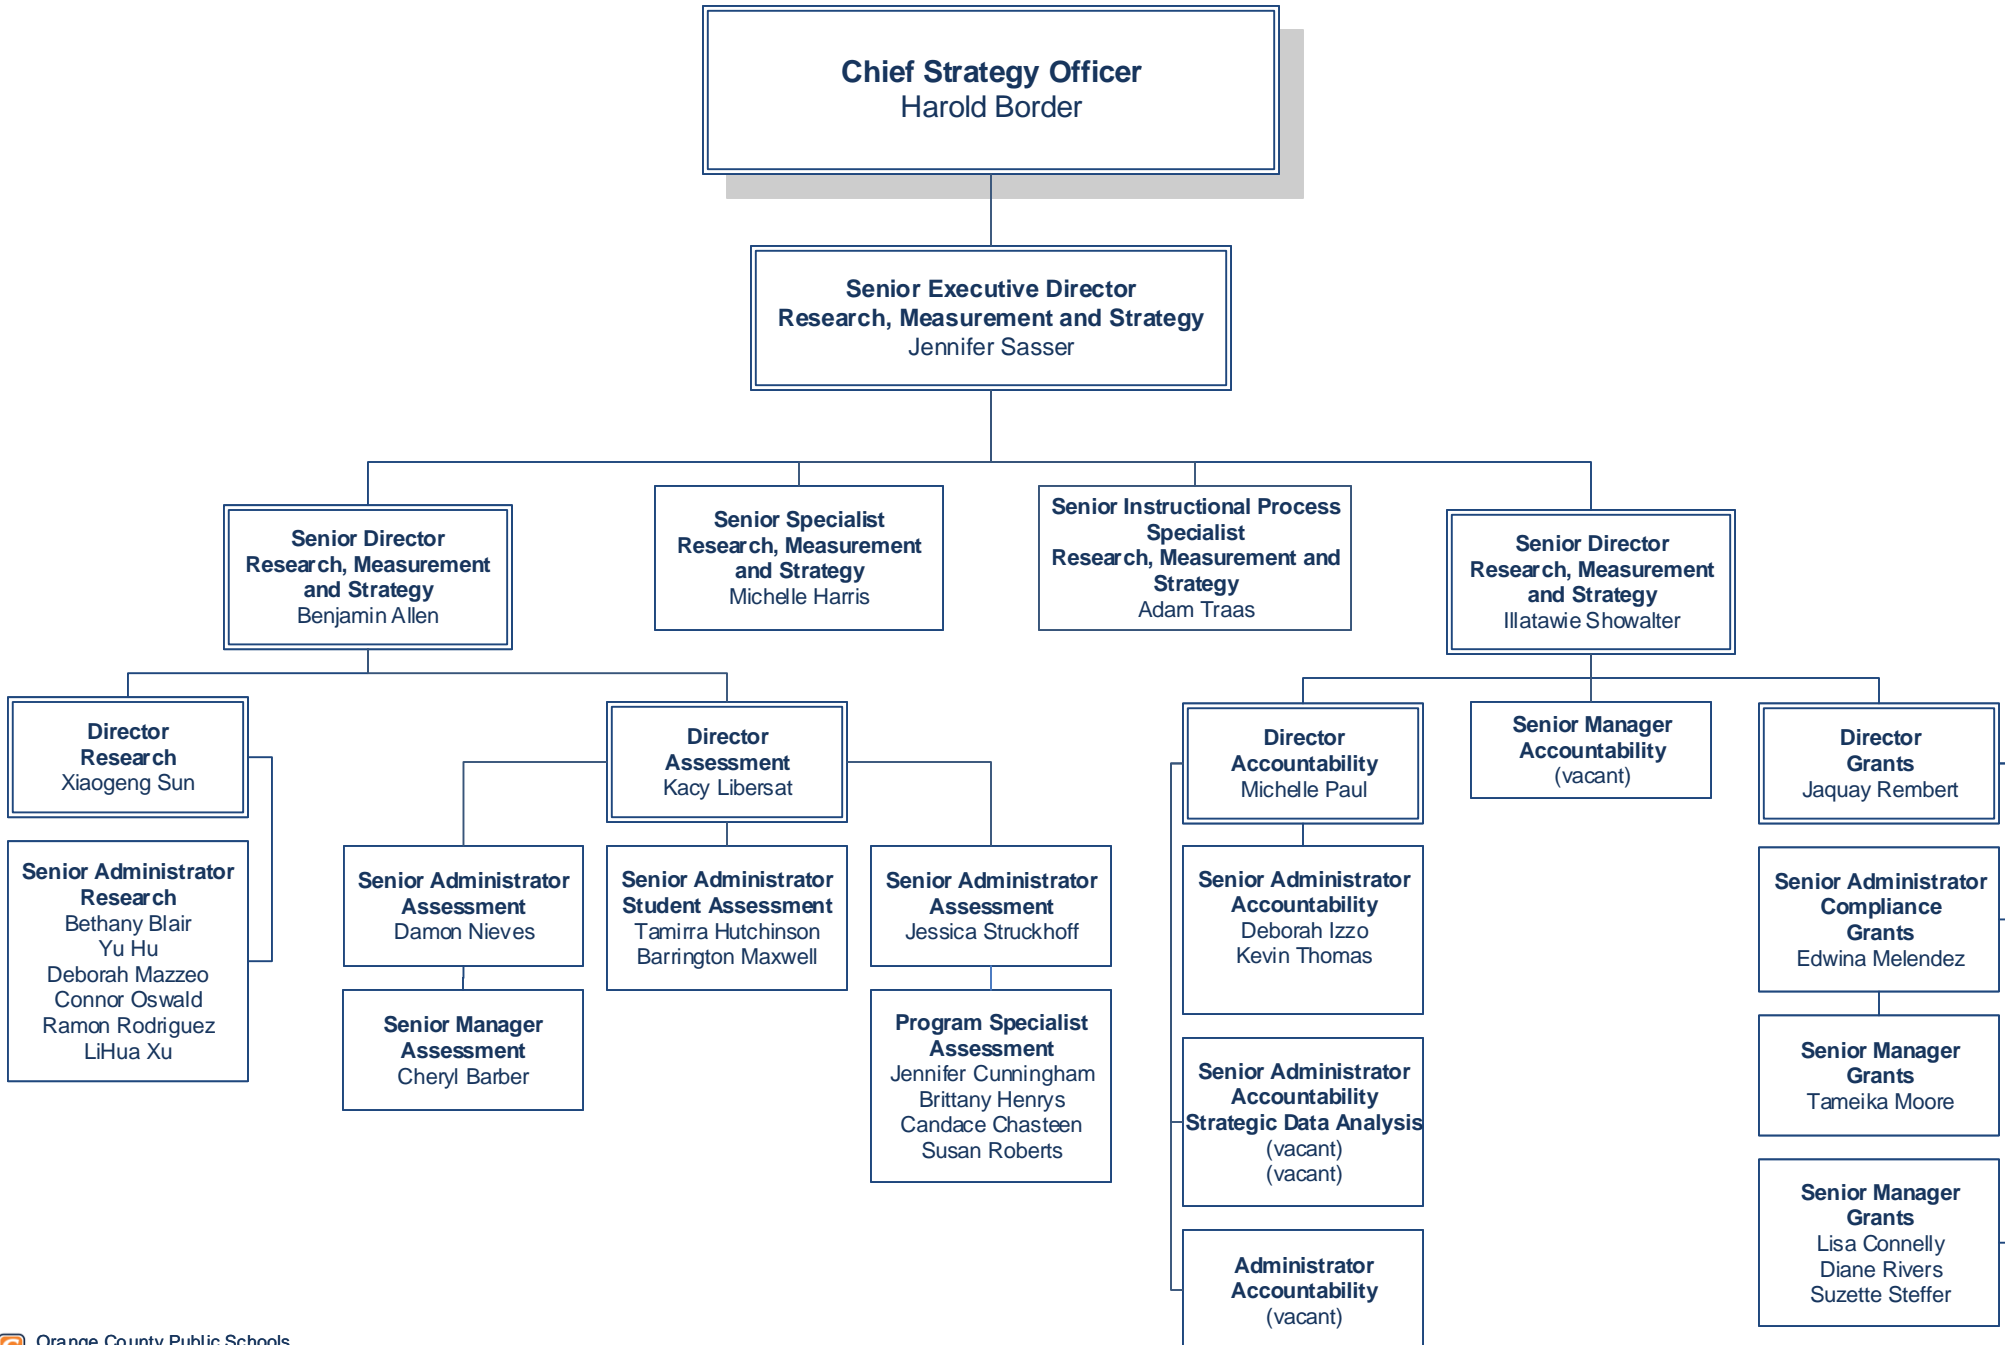 Chief Strategy Officer
Harold Border
Senior Executive Director
Research, Measurement and Strategy
Jennifer Sasser
Senior Director
Research, Measurement
and Strategy
Benjamin Allen
Senior Specialist
Research, Measurement
and Strategy
Michelle Harris
Senior Instructional Process
Specialist
Research, Measurement and
Strategy
Adam Traas
Senior Director
Research, Measurement
and Strategy
Illatawie Showalter
Director
Research
Xiaogeng Sun
Director
Assessment
Kacy Libersat
Director
Accountability
Michelle Paul
Senior Manager
Accountability
(vacant)
Director
Grants
Jaquay Rembert
Senior Administrator
Research
Bethany Blair
Yu Hu
Deborah Mazzeo
Connor Oswald
Ramon Rodriguez
LiHua Xu
Senior Administrator
Assessment
Damon Nieves
Senior Administrator
Student Assessment
Tamirra Hutchinson
Barrington Maxwell
Senior Administrator
Assessment
Jessica Struckhoff
Senior Administrator
Accountability
Deborah Izzo
Kevin Thomas
Senior Administrator
Compliance
Grants
Edwina Melendez
Senior Manager
Assessment
Cheryl Barber
Program Specialist
Assessment
Jennifer Cunningham
Brittany Henrys
Candace Chasteen
Susan Roberts
Senior Administrator
Accountability
Strategic Data Analysis
(vacant)
(vacant)
Senior Manager
Grants
Tameika Moore
Administrator
Accountability
(vacant)
Senior Manager
Grants
Lisa Connelly
Diane Rivers
Suzette Steffer
Orange County Public Schools